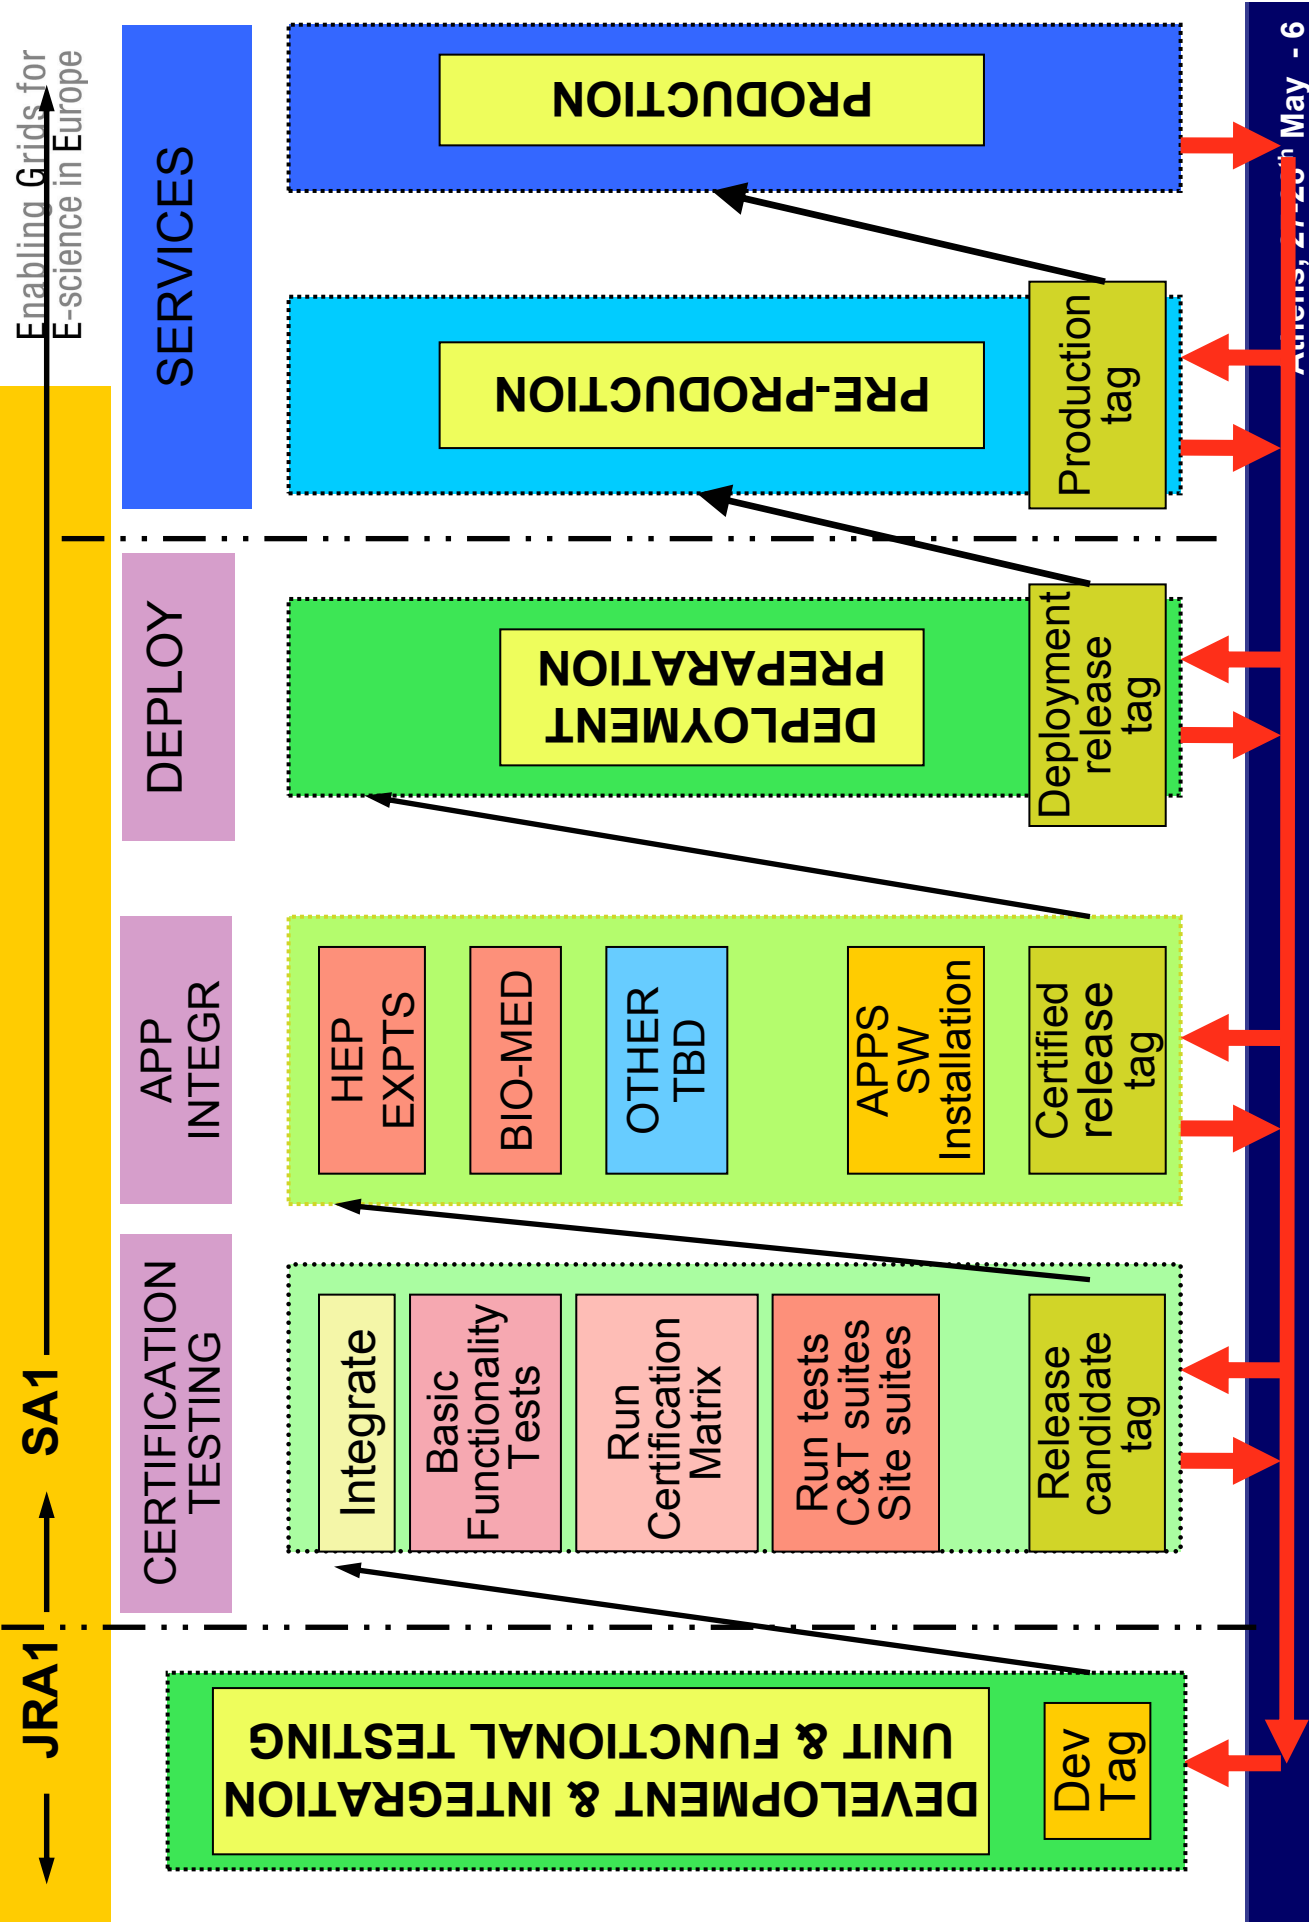 Enabling Grids for
E-science in Europe
JRA1
SA1
CERTIFICATION
TESTING
APP
INTEGR
DEPLOY
SERVICES
DEVELOPMENT & INTEGRATION
UNIT & FUNCTIONAL TESTING
Dev
Tag
Integrate
Basic
Functionality
Tests
Run
Certification
Matrix
Run tests
C&T suites
Site suites
Release
candidate
tag
HEP
EXPTS
BIO-MED
OTHER
TBD
APPS
SW
Installation
Certified
release
tag
DEPLOYMENT
PREPARATION
Deployment
release
tag
PRE-PRODUCTION
Production
tag
PRODUCTION
Athens, 27-28th May - 6